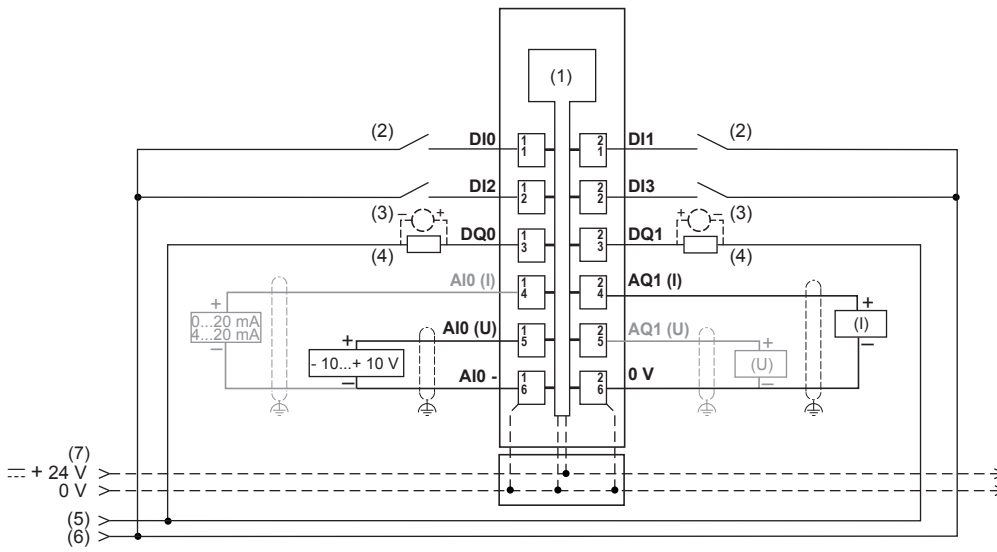 (1)
(2) DI0 1 1 2 1 DI1 (2)
DI2 1 2 2 2 DI3
(3) − + + − (3)
DQ0 1 3 2 3 DQ1
(4) (4)
AI0 (I) 1 4 2 4 AQ1 (I)
+ +
0...20 mA
4...20 mA
(I)
− −
AI0 (U) 1 5 2 5 AQ1 (U)
+ +
- 10...+ 10 V
(U)
− −
AI0 - 1 6 2 6 0 V
(7)
+ 24 V
0 V
(5)
(6)